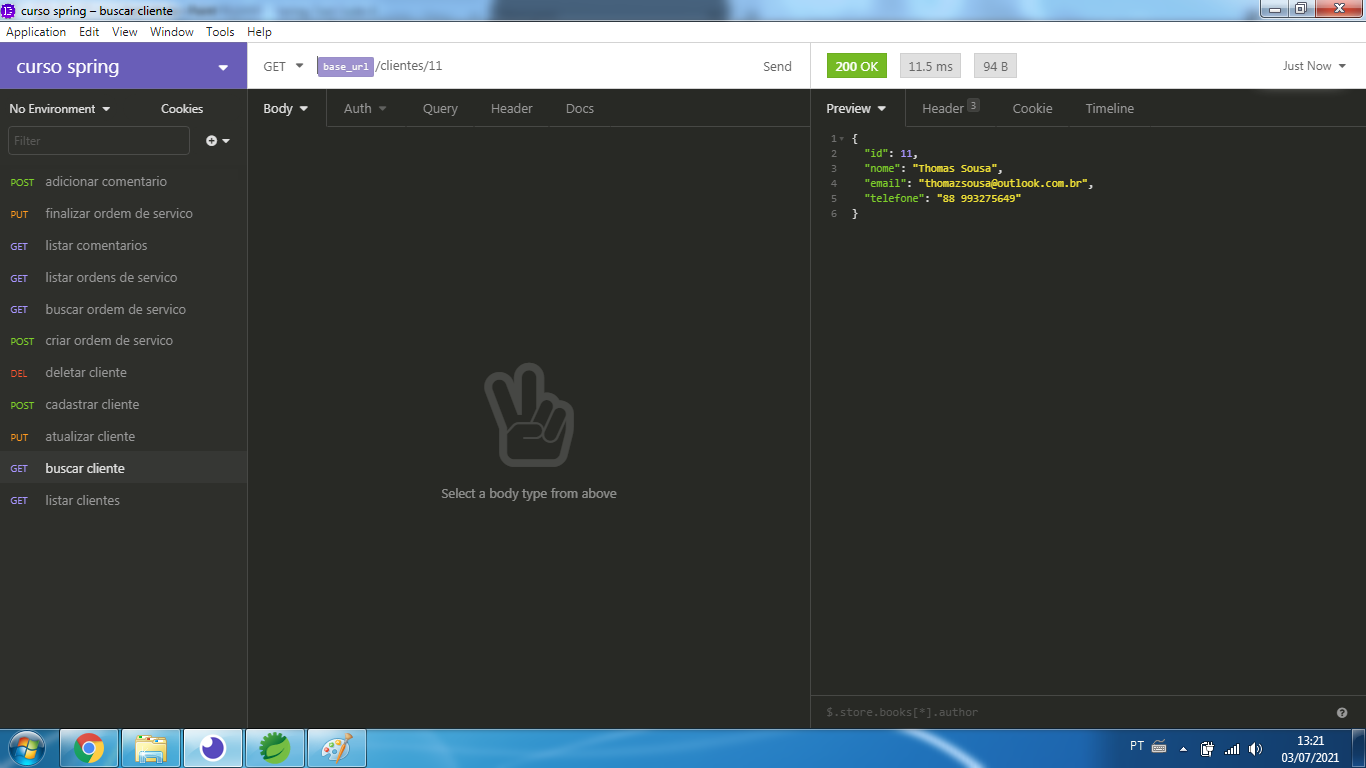 curso spring – buscar cliente
Application Edit View Window Tools Help
curso spring
GET base_url /clientes/11 Send
200 OK 11.5 ms 94 B Just Now
No Environment Cookies
Body Auth Query Header Docs
Preview Header 3 Cookie Timeline
Filter
POST adicionar comentario
PUT finalizar ordem de servico
GET listar comentarios
GET listar ordens de servico
GET buscar ordem de servico
POST criar ordem de servico
DEL deletar cliente
POST cadastrar cliente
PUT atualizar cliente
GET buscar cliente
GET listar clientes
Select a body type from above
1 {
2 "id": 11,
3 "nome": "Thomas Sousa",
4 "email": "thomazsousa@outlook.com.br",
5 "telefone": "88 993275649"
6 }
$.store.books[*].author
PT
13:21
03/07/2021